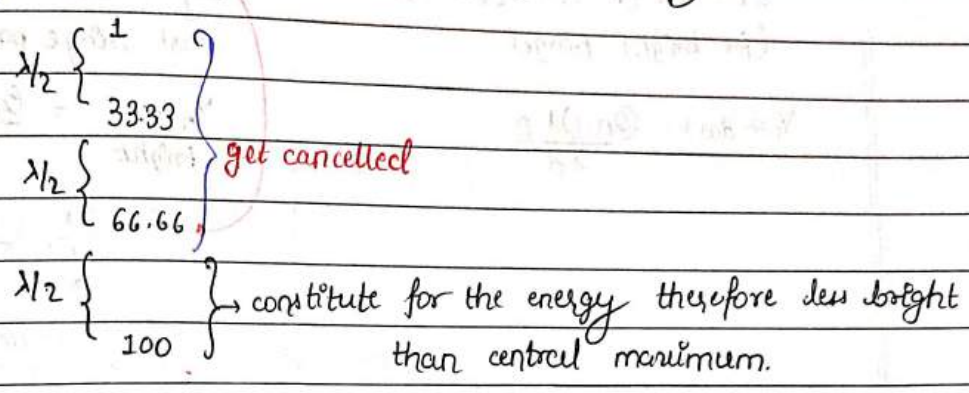 λ/2 { 1
33.33
get cancelled
λ/2 {
66.66
λ/2 { } → constitute for the energy therefore less bright
100 than central maximum.